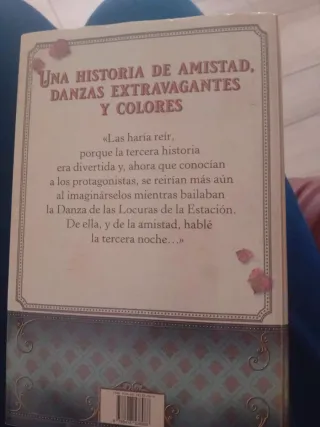 UNA HISTORIA DE AMISTAD,
DANZAS EXTRAVAGANTES
Y COLORES
«Las haría reír,
porque la tercera historia
era divertida y, ahora que conocían
a los protagonistas, se reirían más aún
al imaginárselos mientras bailaban
la Danza de las Locuras de la Estación.
De ella, y de la amistad, habló
la tercera noche…»